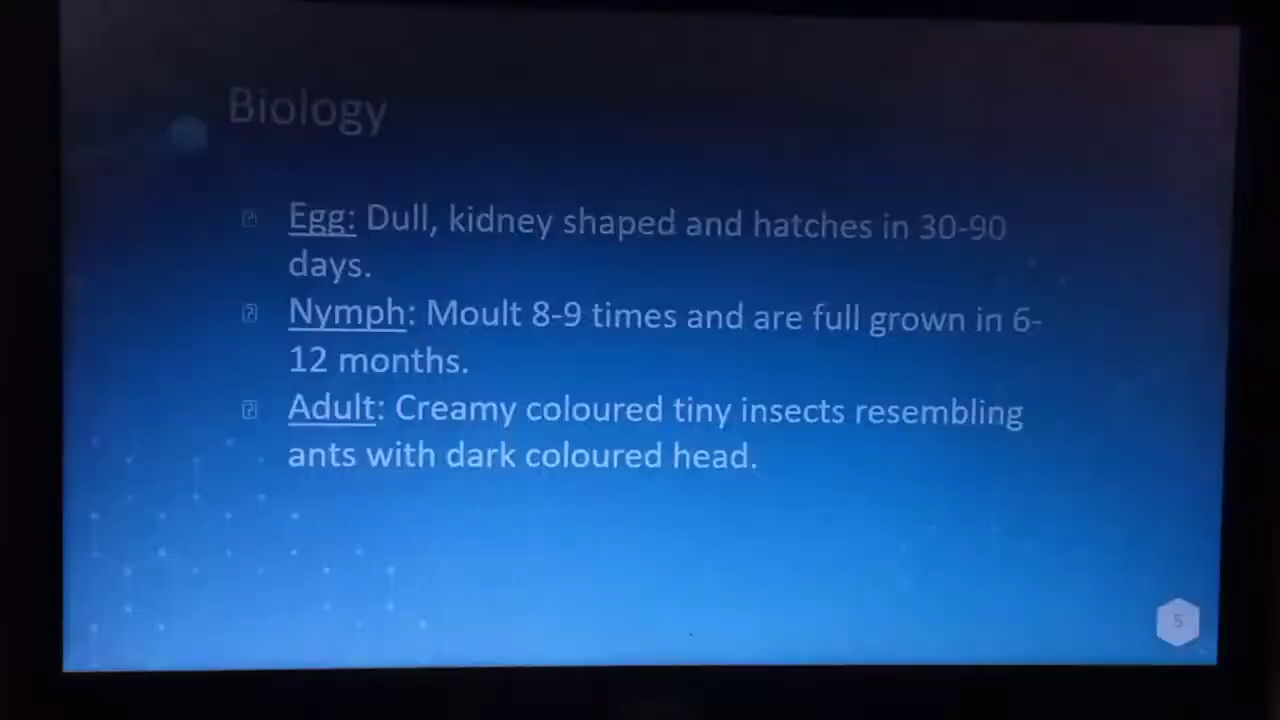 Biology
Egg: Dull, kidney shaped and hatches in 30-90
days.
Nymph: Moult 8-9 times and are full grown in 6-
12 months.
Adult: Creamy coloured tiny insects resembling
ants with dark coloured head.
5